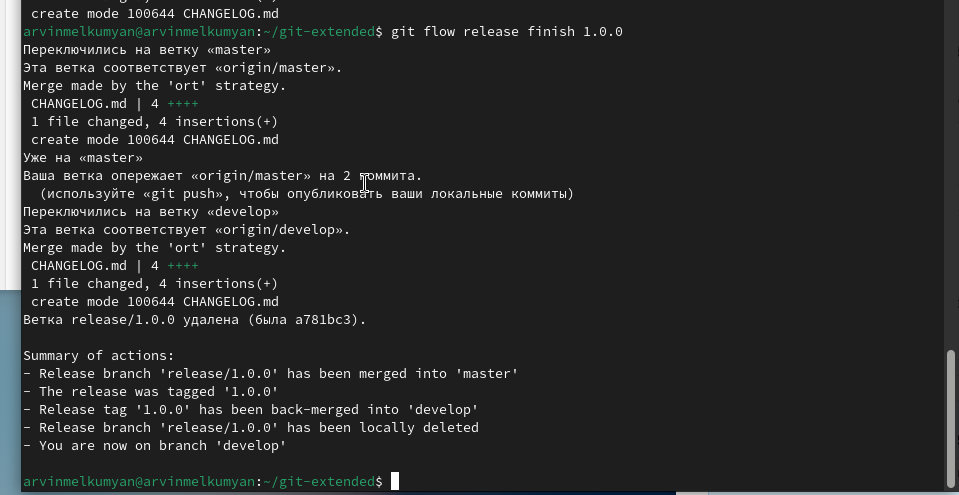 create mode 100644 CHANGELOG.md
arvinmelkumyan@arvinmelkumyan:~/git-extended$ git flow release finish 1.0.0
Переключились на ветку «master»
Эта ветка соответствует «origin/master».
Merge made by the 'ort' strategy.
CHANGELOG.md | 4 ++++
1 file changed, 4 insertions(+)
create mode 100644 CHANGELOG.md
Уже на «master»
Ваша ветка опережает «origin/master» на 2 коммита.
(используйте «git push», чтобы опубликовать ваши локальные коммиты)
Переключились на ветку «develop»
Эта ветка соответствует «origin/develop».
Merge made by the 'ort' strategy.
CHANGELOG.md | 4 ++++
1 file changed, 4 insertions(+)
create mode 100644 CHANGELOG.md
Ветка release/1.0.0 удалена (была a781bc3).
Summary of actions:
- Release branch 'release/1.0.0' has been merged into 'master'
- The release was tagged '1.0.0'
- Release tag '1.0.0' has been back-merged into 'develop'
- Release branch 'release/1.0.0' has been locally deleted
- You are now on branch 'develop'
arvinmelkumyan@arvinmelkumyan:~/git-extended$